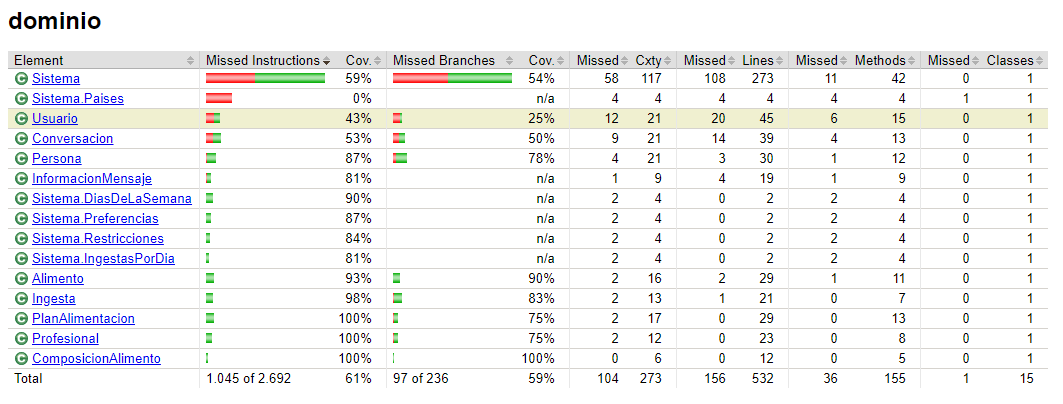 dominio
Element Missed Instructions Cov. Missed Branches Cov. Missed Cxty Missed Lines Missed Methods Missed Classes
Sistema 59% 54% 58 117 108 273 11 42 0 1
Sistema.Paises 0% n/a 4 4 4 4 4 4 1 1
Usuario 43% 25% 12 21 20 45 6 15 0 1
Conversacion 53% 50% 9 21 14 39 4 13 0 1
Persona 87% 78% 4 21 3 30 1 12 0 1
InformacionMensaje 81% n/a 1 9 4 19 1 9 0 1
Sistema.DiasDeLaSemana 90% n/a 2 4 0 2 2 4 0 1
Sistema.Preferencias 87% n/a 2 4 0 2 2 4 0 1
Sistema.Restricciones 84% n/a 2 4 0 2 2 4 0 1
Sistema.IngestasPorDia 81% n/a 2 4 0 2 2 4 0 1
Alimento 93% 90% 2 16 2 29 1 11 0 1
Ingesta 98% 83% 2 13 1 21 0 7 0 1
PlanAlimentacion 100% 75% 2 17 0 29 0 13 0 1
Profesional 100% 75% 2 12 0 23 0 8 0 1
ComposicionAlimento 100% 100% 0 6 0 12 0 5 0 1
Total 1.045 of 2.692 61% 97 of 236 59% 104 273 156 532 36 155 1 15